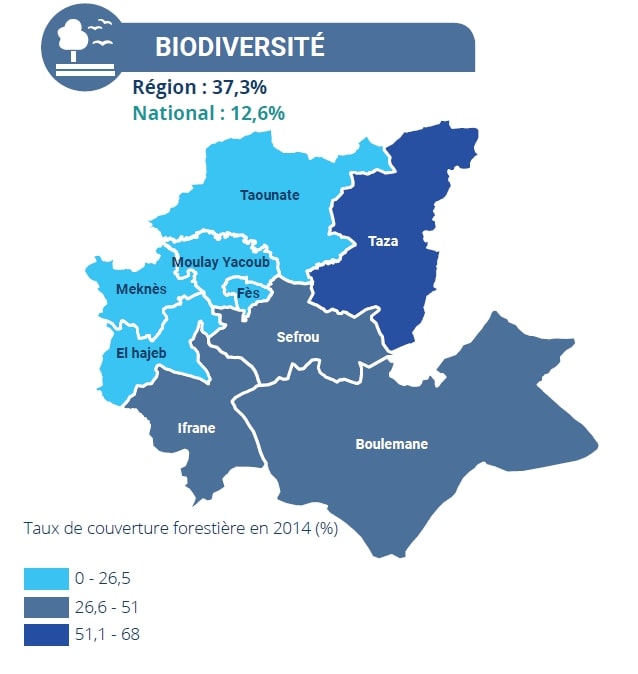 BIODIVERSITÉ
Région : 37,3%
National : 12,6%
Taounate
Taza
Moulay Yacoub
Meknès
Fès
Sefrou
El hajeb
Ifrane
Boulemane
Taux de couverture forestière en 2014 (%)
0 - 26,5
26,6 - 51
51,1 - 68